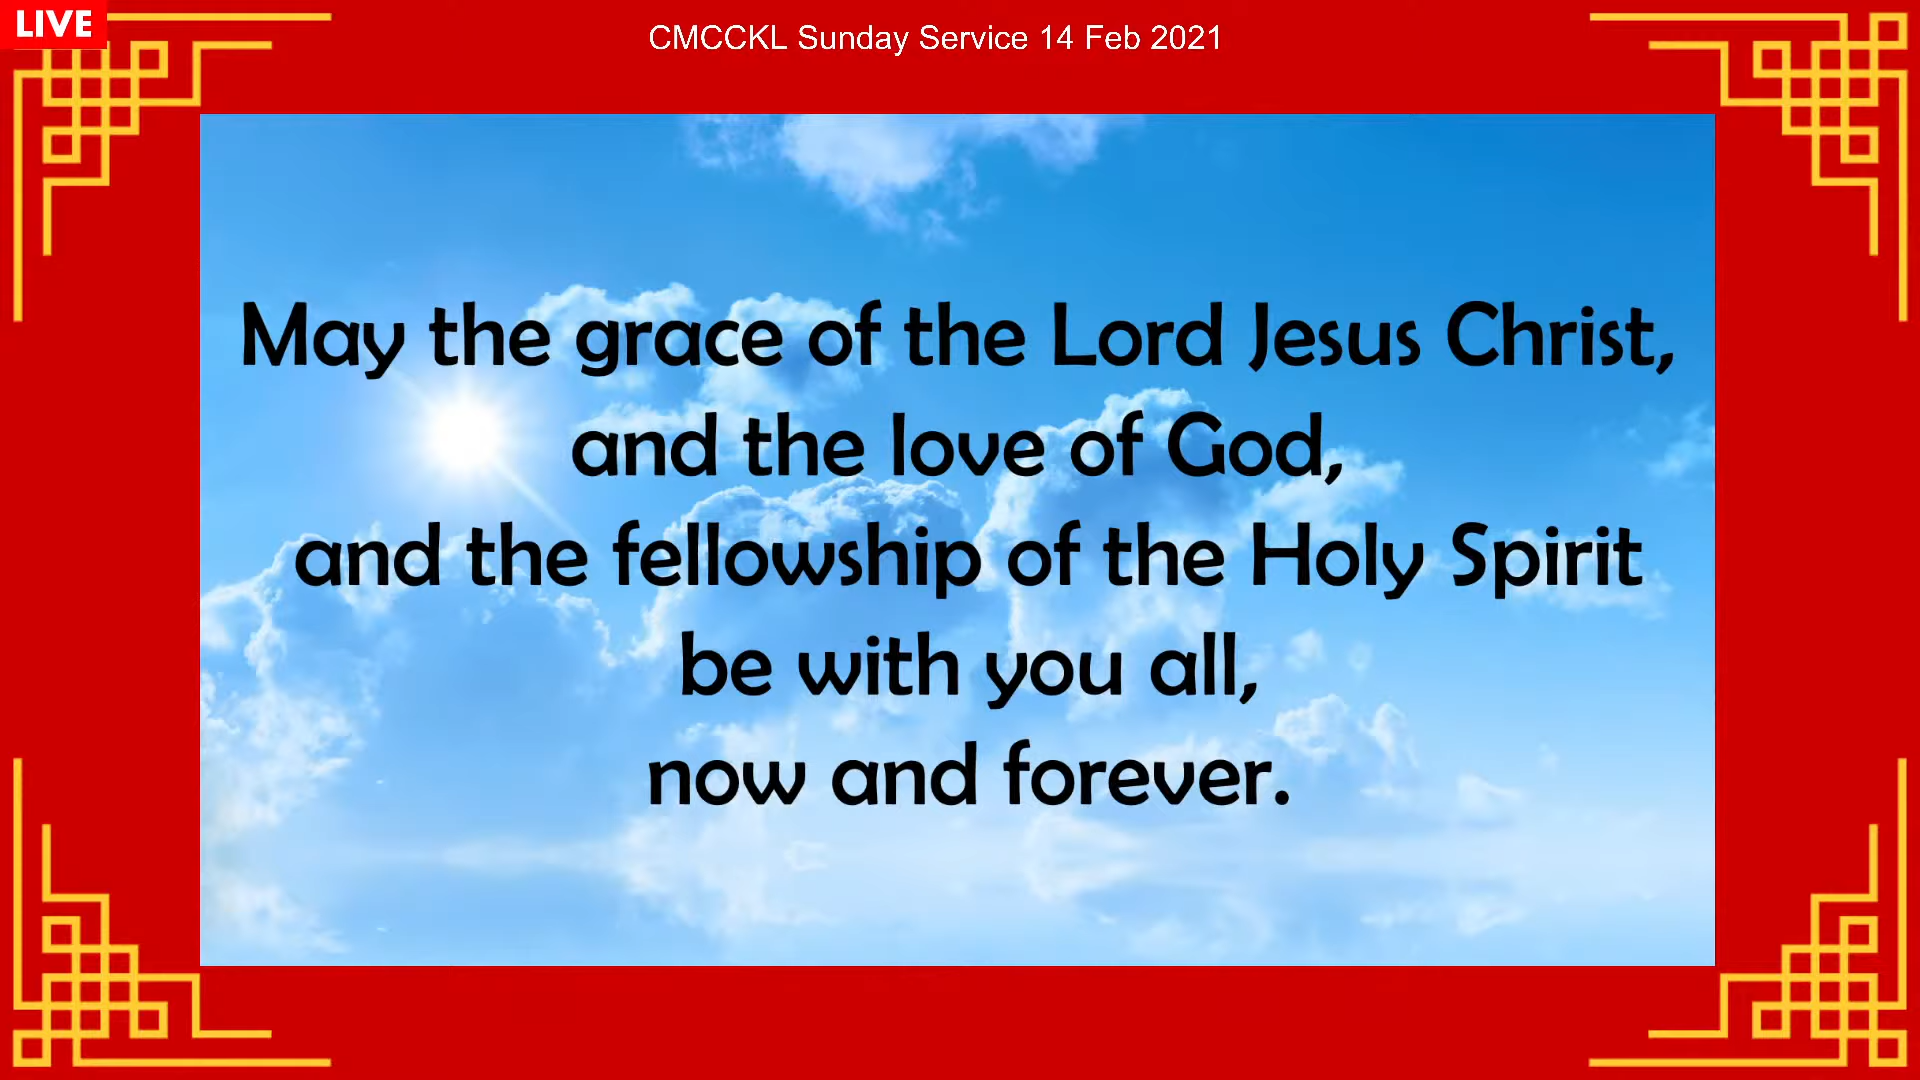 LIVE
CMCCKL Sunday Service 14 Feb 2021
May the grace of the Lord Jesus Christ,
and the love of God,
and the fellowship of the Holy Spirit
be with you all,
now and forever.